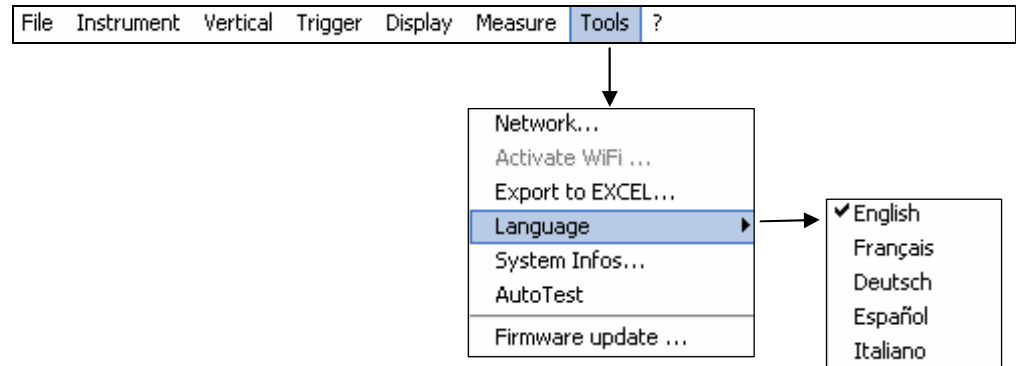 File Instrument Vertical Trigger Display Measure Tools ?
Network...
Activate WiFi ...
Export to EXCEL...
Language
System Infos...
AutoTest
Firmware update ...
English
Français
Deutsch
Español
Italiano